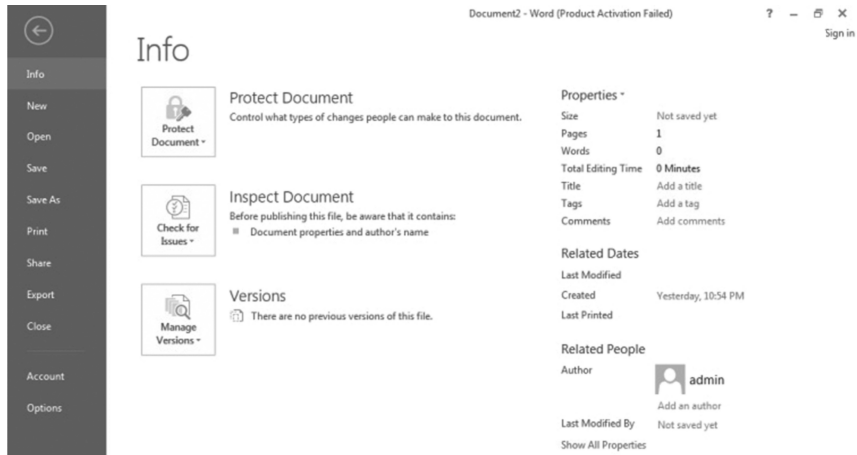 Document2 - Word (Product Activation Failed)
?
Sign in
Info
New
Open
Save
Save As
Print
Share
Export
Close
Account
Options
Info
Protect
Document
Protect Document
Control what types of changes people can make to this document.
Check for
Issues
Inspect Document
Before publishing this file, be aware that it contains:
Document properties and author's name
Manage
Versions
Versions
There are no previous versions of this file.
Properties
Size Not saved yet
Pages 1
Words 0
Total Editing Time 0 Minutes
Title Add a title
Tags Add a tag
Comments Add comments
Related Dates
Last Modified
Created Yesterday, 10:54 PM
Last Printed
Related People
Author admin
Add an author
Last Modified By Not saved yet
Show All Properties